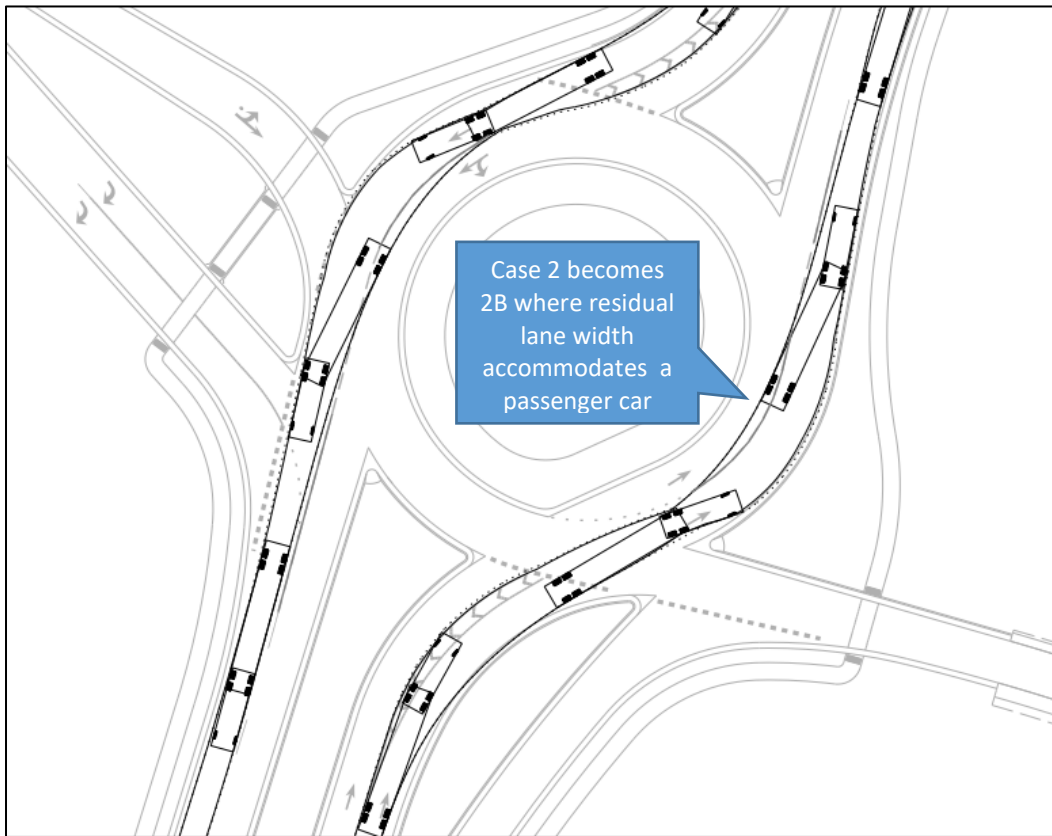 Case 2 becomes
2B where residual
lane width
accommodates a
passenger car